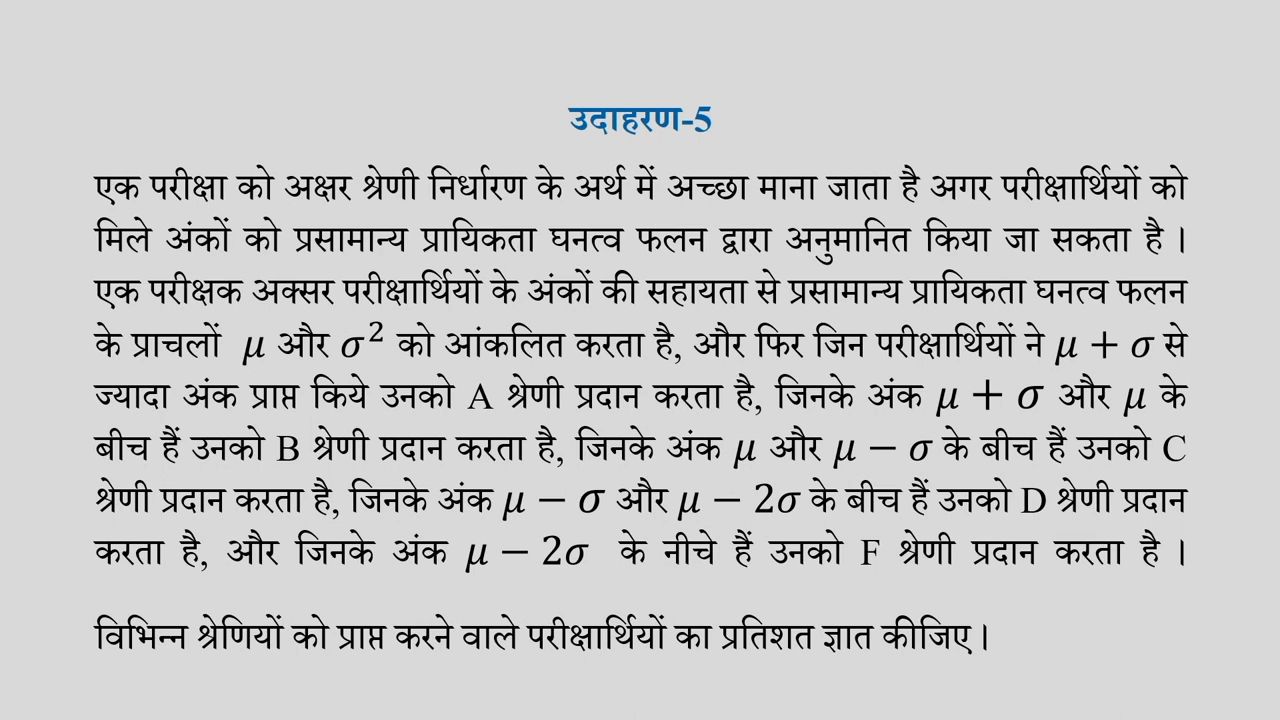 उदाहरण-5
एक परीक्षा को अक्षर श्रेणी निर्धारण के अर्थ में अच्छा माना जाता है अगर परीक्षार्थियों को
मिले अंकों को प्रसामान्य प्रायिकता घनत्व फलन द्वारा अनुमानित किया जा सकता है ।
एक परीक्षक अक्सर परीक्षार्थियों के अंकों की सहायता से प्रसामान्य प्रायिकता घनत्व फलन
के प्राचलों μ और σ² को आंकलित करता है, और फिर जिन परीक्षार्थियों ने μ + σ से
ज्यादा अंक प्राप्त किये उनको A श्रेणी प्रदान करता है, जिनके अंक μ + σ और μ के
बीच हैं उनको B श्रेणी प्रदान करता है, जिनके अंक μ और μ − σ के बीच हैं उनको C
श्रेणी प्रदान करता है, जिनके अंक μ − σ और μ − 2σ के बीच हैं उनको D श्रेणी प्रदान
करता है, और जिनके अंक μ − 2σ के नीचे हैं उनको F श्रेणी प्रदान करता है ।
विभिन्न श्रेणियों को प्राप्त करने वाले परीक्षार्थियों का प्रतिशत ज्ञात कीजिए।